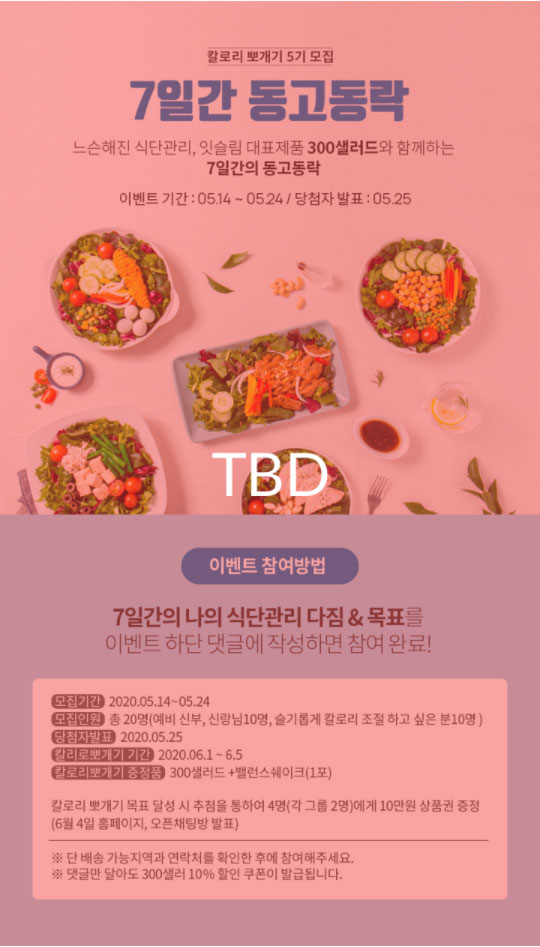 칼로리 뽀개기 5기 모집
7일간 동고동락
느슨해진 식단관리, 잇슬림 대표제품 300샐러드와 함께하는
7일간의 동고동락
이벤트 기간 : 05.14 ~ 05.24 / 당첨자 발표 : 05.25
TBD
이벤트 참여방법
7일간의 나의 식단관리 다짐 & 목표를
이벤트 하단 댓글에 작성하면 참여 완료!
모집기간 2020.05.14~05.24
모집인원 총 20명(예비 신부, 신랑님10명, 슬기롭게 칼로리 조절 하고 싶은 분10명 )
당첨자발표 2020.05.25
칼리로뽀개기 기간 2020.06.1 ~ 6.5
칼로리뽀개기 증정품 300샐러드 +밸런스쉐이크(1포)
칼로리 뽀개기 목표 달성 시 추첨을 통하여 4명(각 그룹 2명)에게 10만원 상품권 증정
(6월 4일 홈페이지, 오픈채팅방 발표)
※ 단 배송 가능지역과 연락처를 확인한 후에 참여해주세요.
※ 댓글만 달아도 300샐러 10% 할인 쿠폰이 발급됩니다.